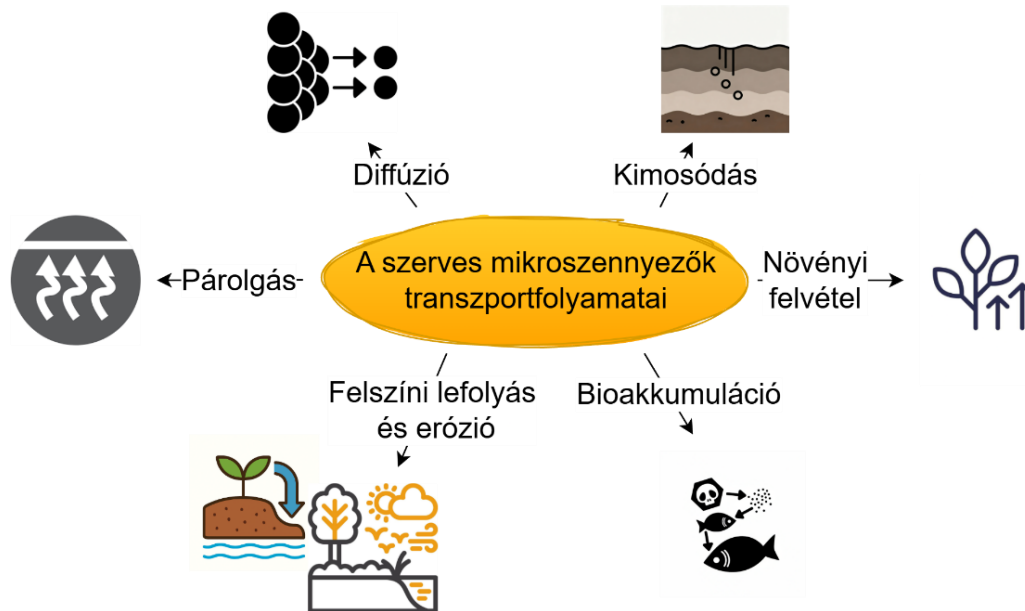 Diffúzió
Kimosódás
A szerves mikroszennyezők
transzportfolyamatai
Párolgás
Növényi
felvétel
Felszíni lefolyás
és erózió
Bioakkumuláció